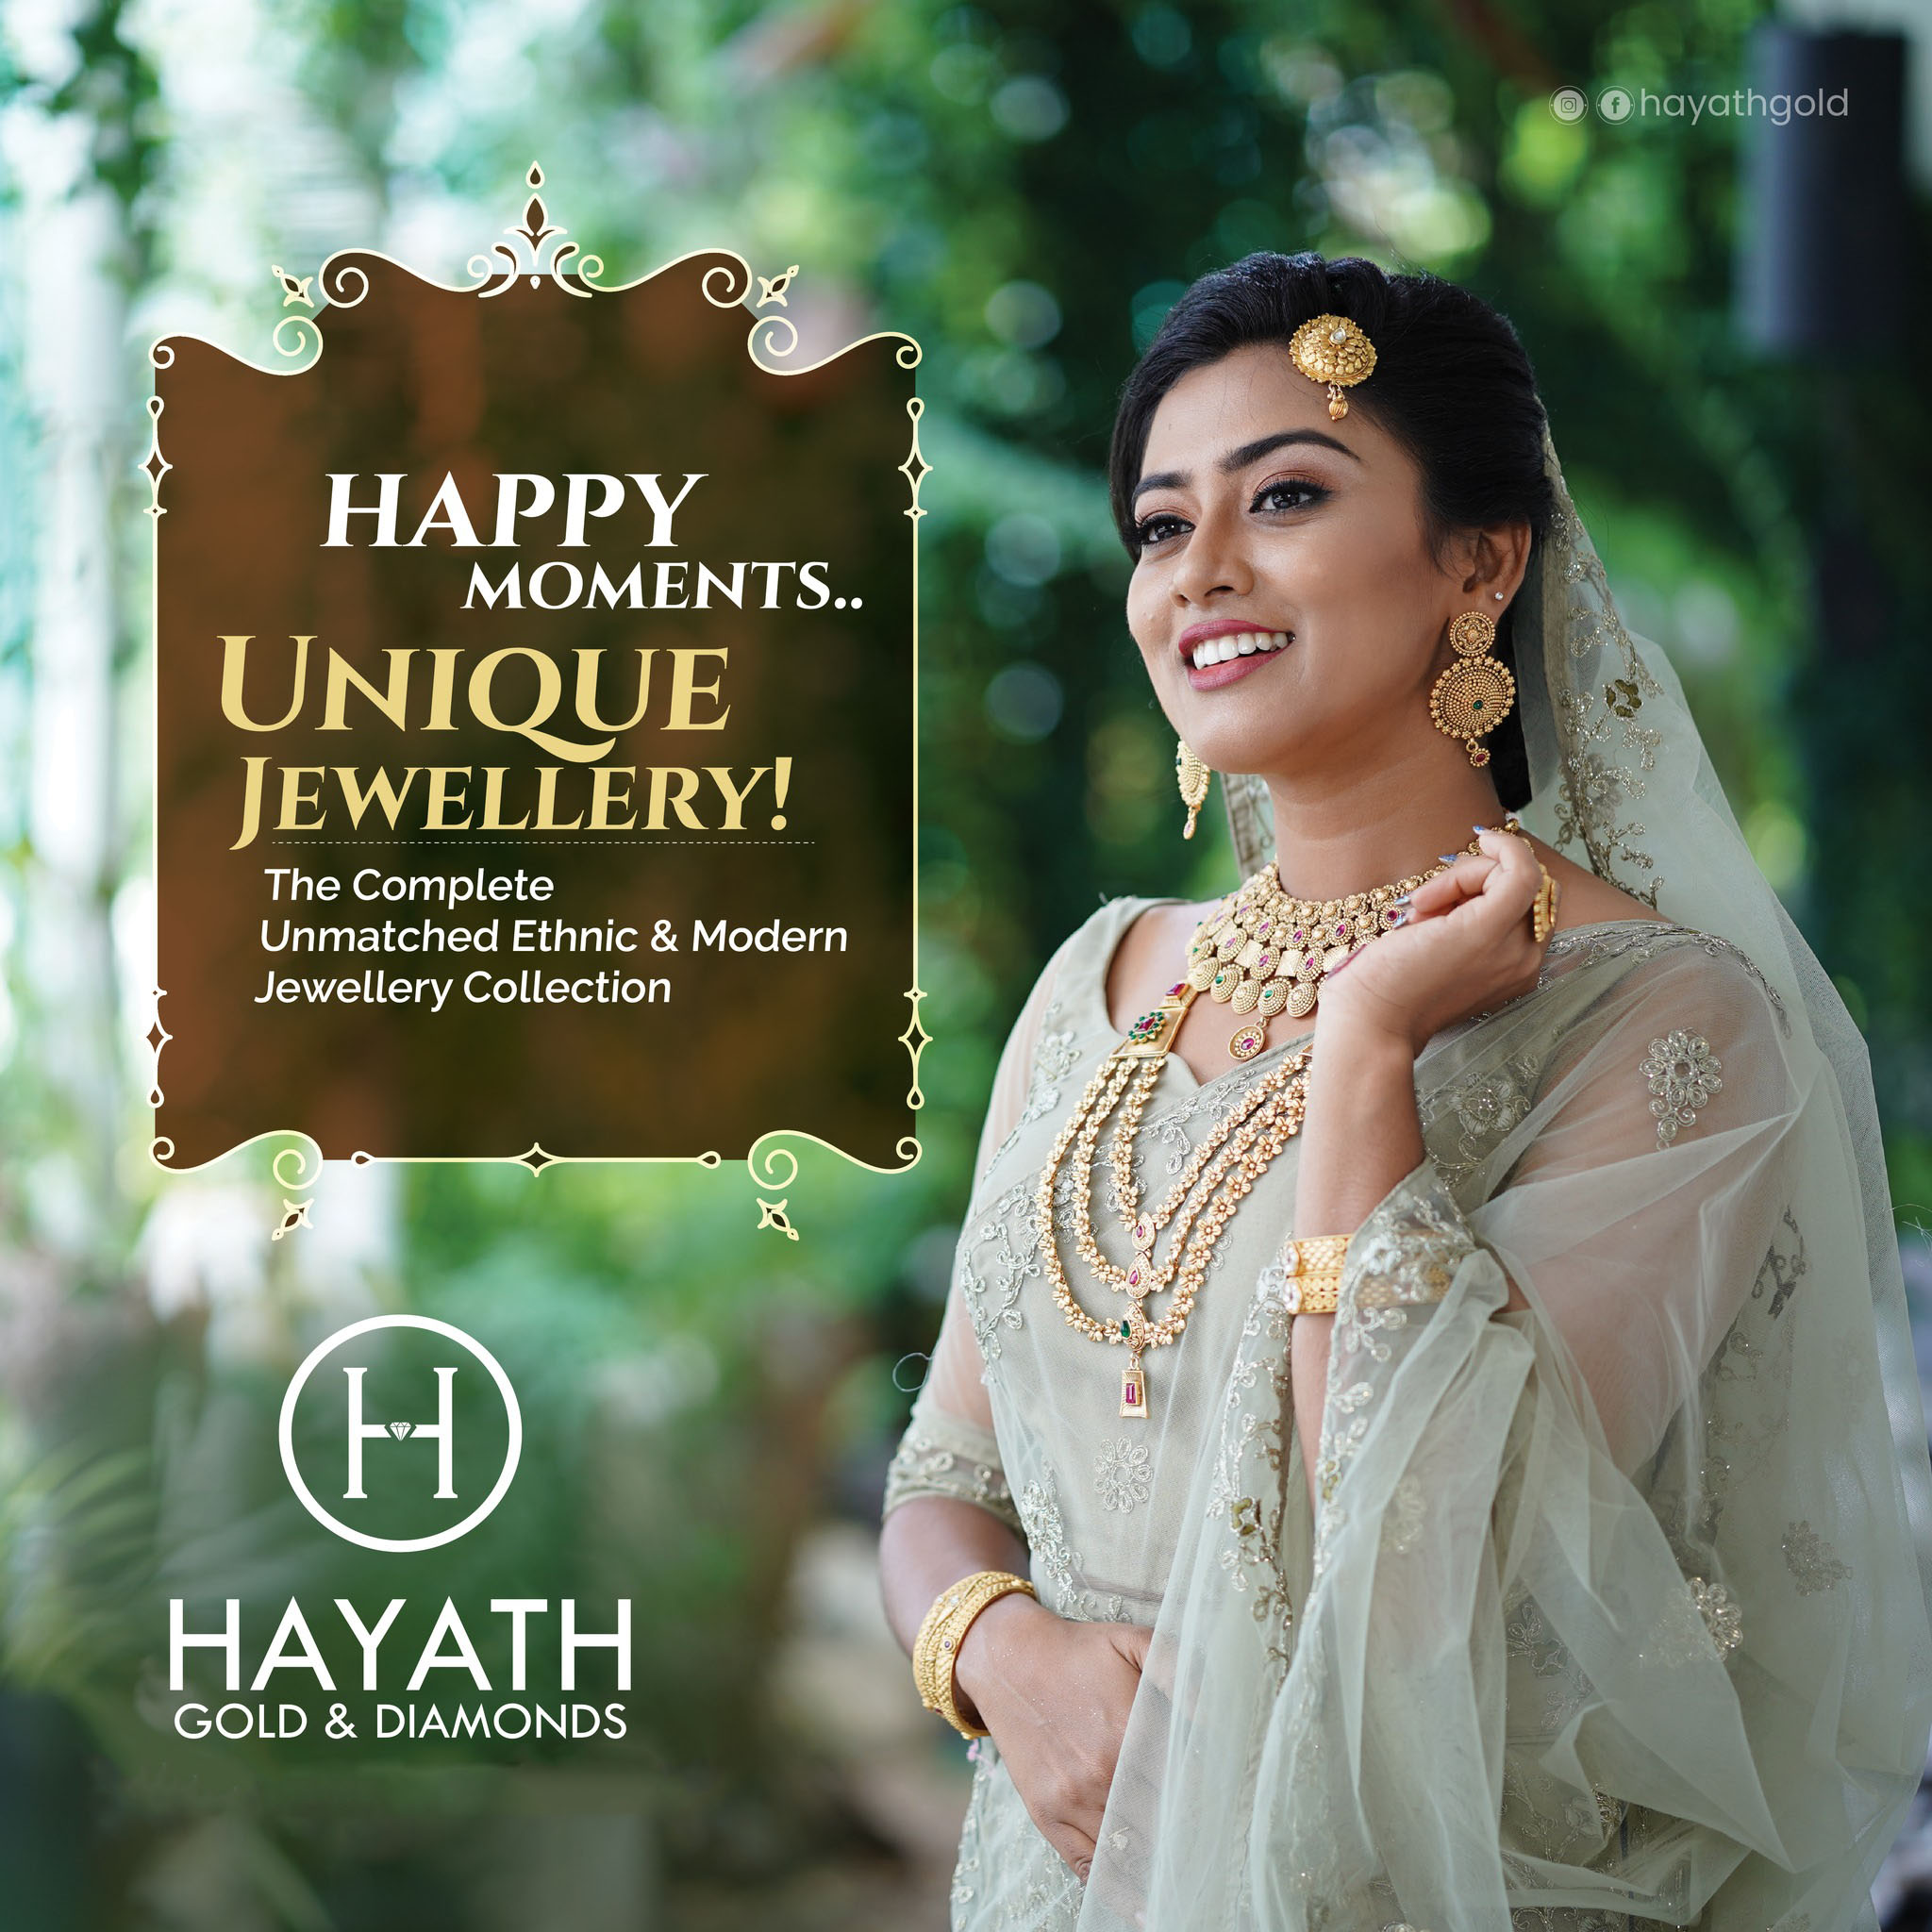 hayathgold
HAPPY
MOMENTS..
UNIQUE
JEWELLERY!
The Complete
Unmatched Ethnic & Modern
Jewellery Collection
H
HAYATH
GOLD & DIAMONDS